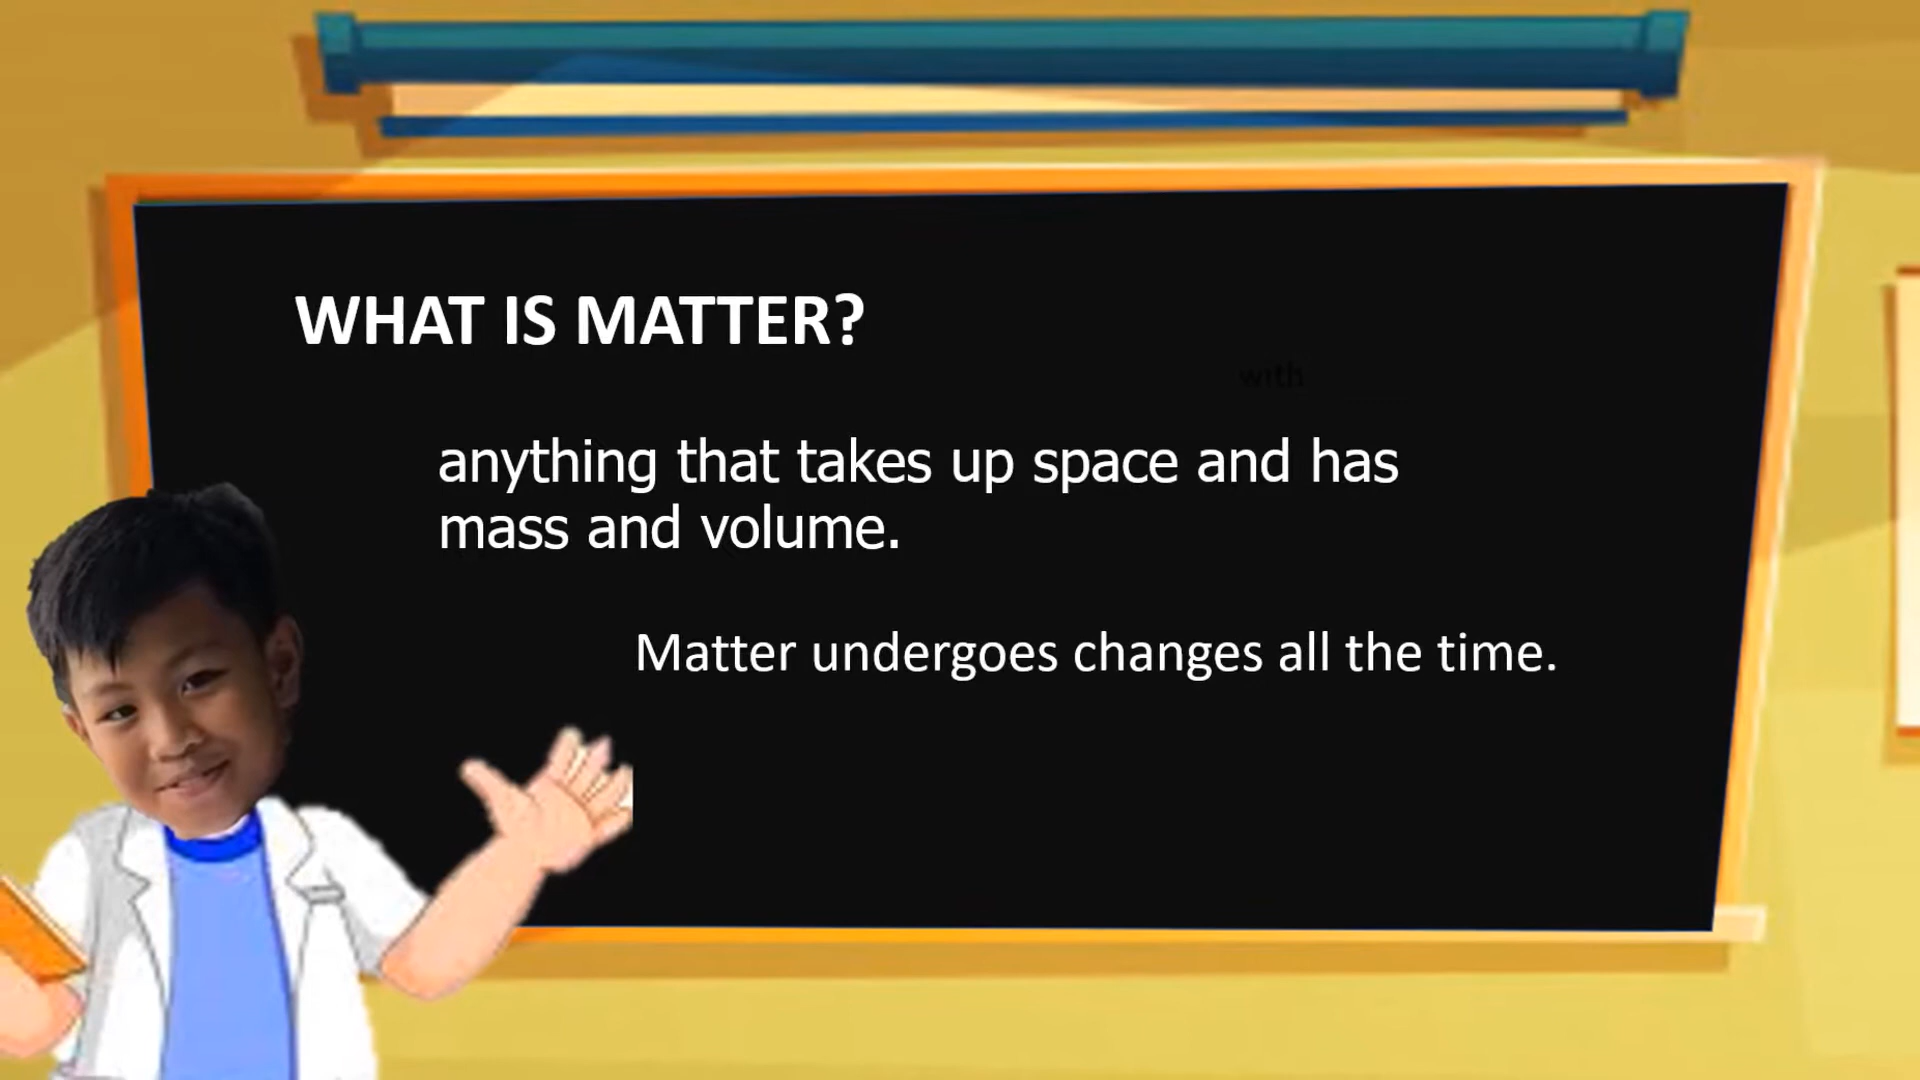 WHAT IS MATTER?
with
anything that takes up space and has
mass and volume.
Matter undergoes changes all the time.